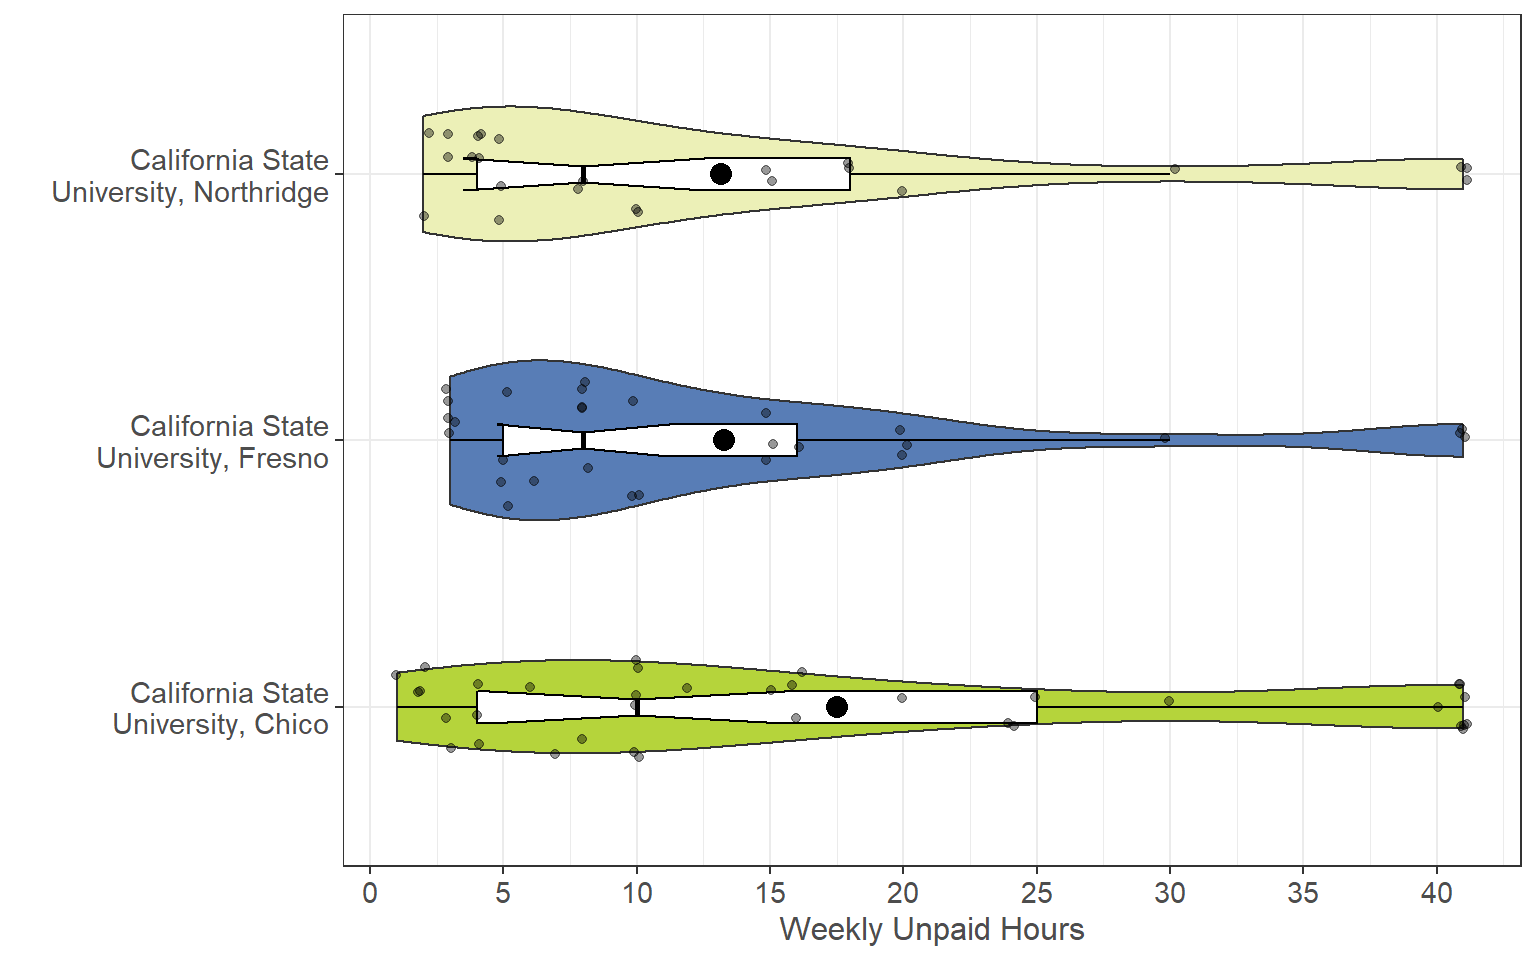 California State
University, Northridge
California State
University, Fresno
California State
University, Chico
0 5 10 15 20 25 30 35 40
Weekly Unpaid Hours